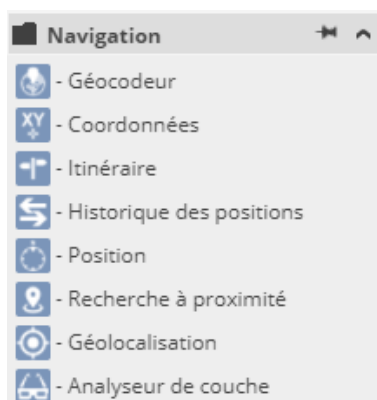 Navigation
- Géocodeur
XY - Coordonnées
- Itinéraire
- Historique des positions
- Position
- Recherche à proximité
- Géolocalisation
- Analyseur de couche